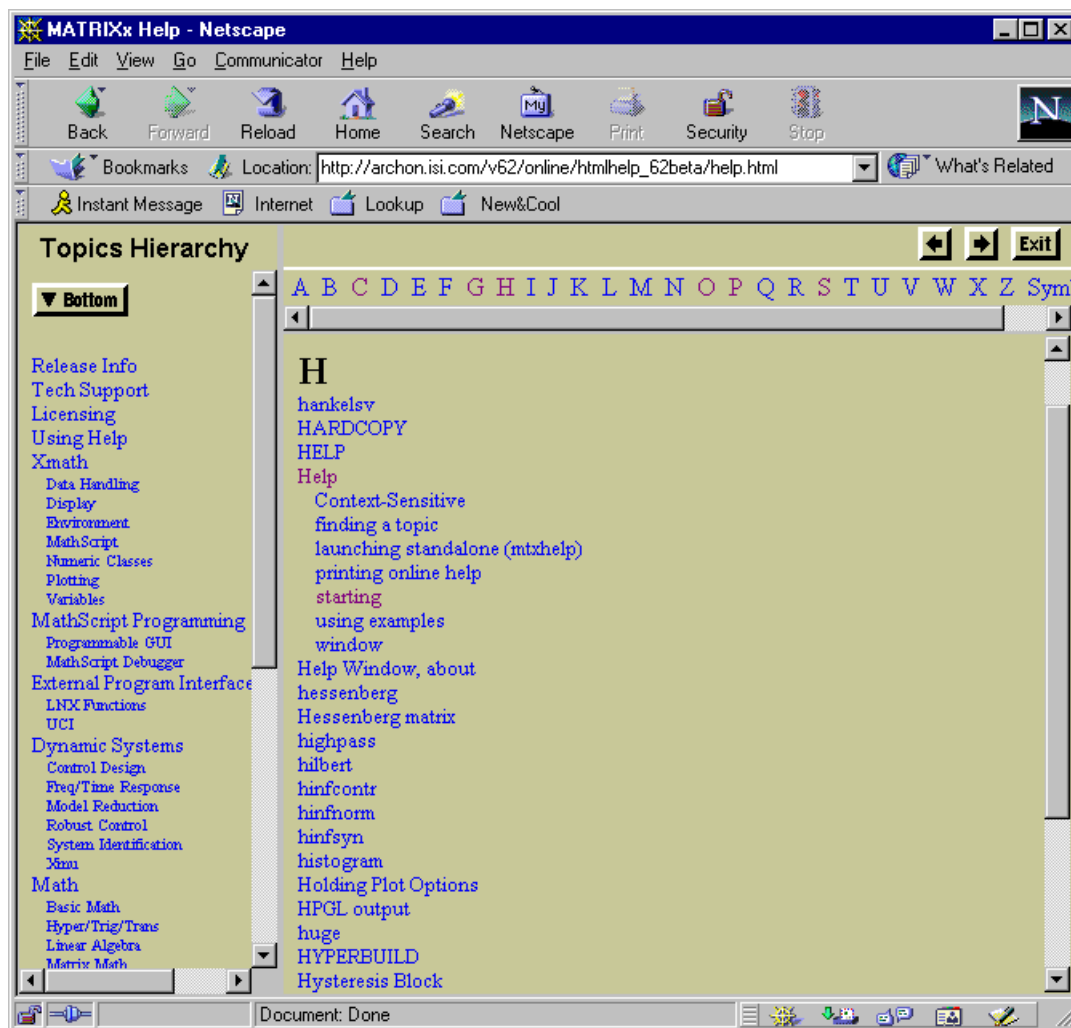 MATRIXx Help - Netscape
File Edit View Go Communicator Help
Back Forward Reload Home Search Netscape Print Security Stop
My
N
Bookmarks Location: http://archon.isi.com/v62/online/htmlhelp_62beta/help.html What's Related
Instant Message Internet Lookup New&Cool
Topics Hierarchy
Exit
▼ Bottom
A B C D E F G H I J K L M N O P Q R S T U V W X Z Sym
Release Info
Tech Support
Licensing
Using Help
Xmath
Data Handling
Display
Environment
MathScript
Numeric Classes
Plotting
Variables
MathScript Programming
Programmable GUI
MathScript Debugger
External Program Interface
LNX Functions
UCI
Dynamic Systems
Control Design
Freq/Time Response
Model Reduction
Robust Control
System Identification
Xmu
Math
Basic Math
Hyper/Trig/Trans
Linear Algebra
Matrix Math
H
hankelsv
HARDCOPY
HELP
Help
Context-Sensitive
finding a topic
launching standalone (mtxhelp)
printing online help
starting
using examples
window
Help Window, about
hessenberg
Hessenberg matrix
highpass
hilbert
hinfcontr
hinfnorm
hinfsyn
histogram
Holding Plot Options
HPGL output
huge
HYPERBUILD
Hysteresis Block
Document: Done